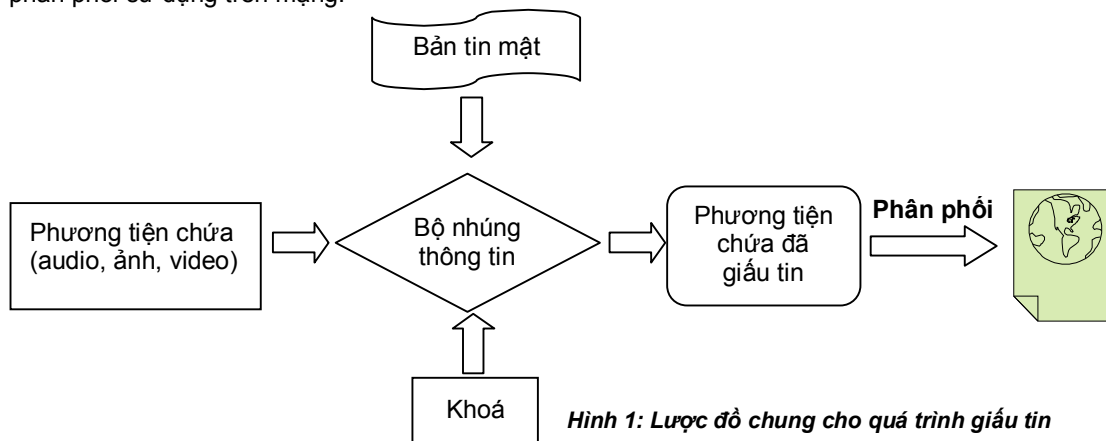 phân phối sử dụng trên mạng.
Bản tin mật
Phương tiện chứa
(audio, ảnh, video)
Bộ nhúng
thông tin
Phương tiện
chứa đã
giấu tin
Phân phối
Khoá
Hình 1: Lược đồ chung cho quá trình giấu tin